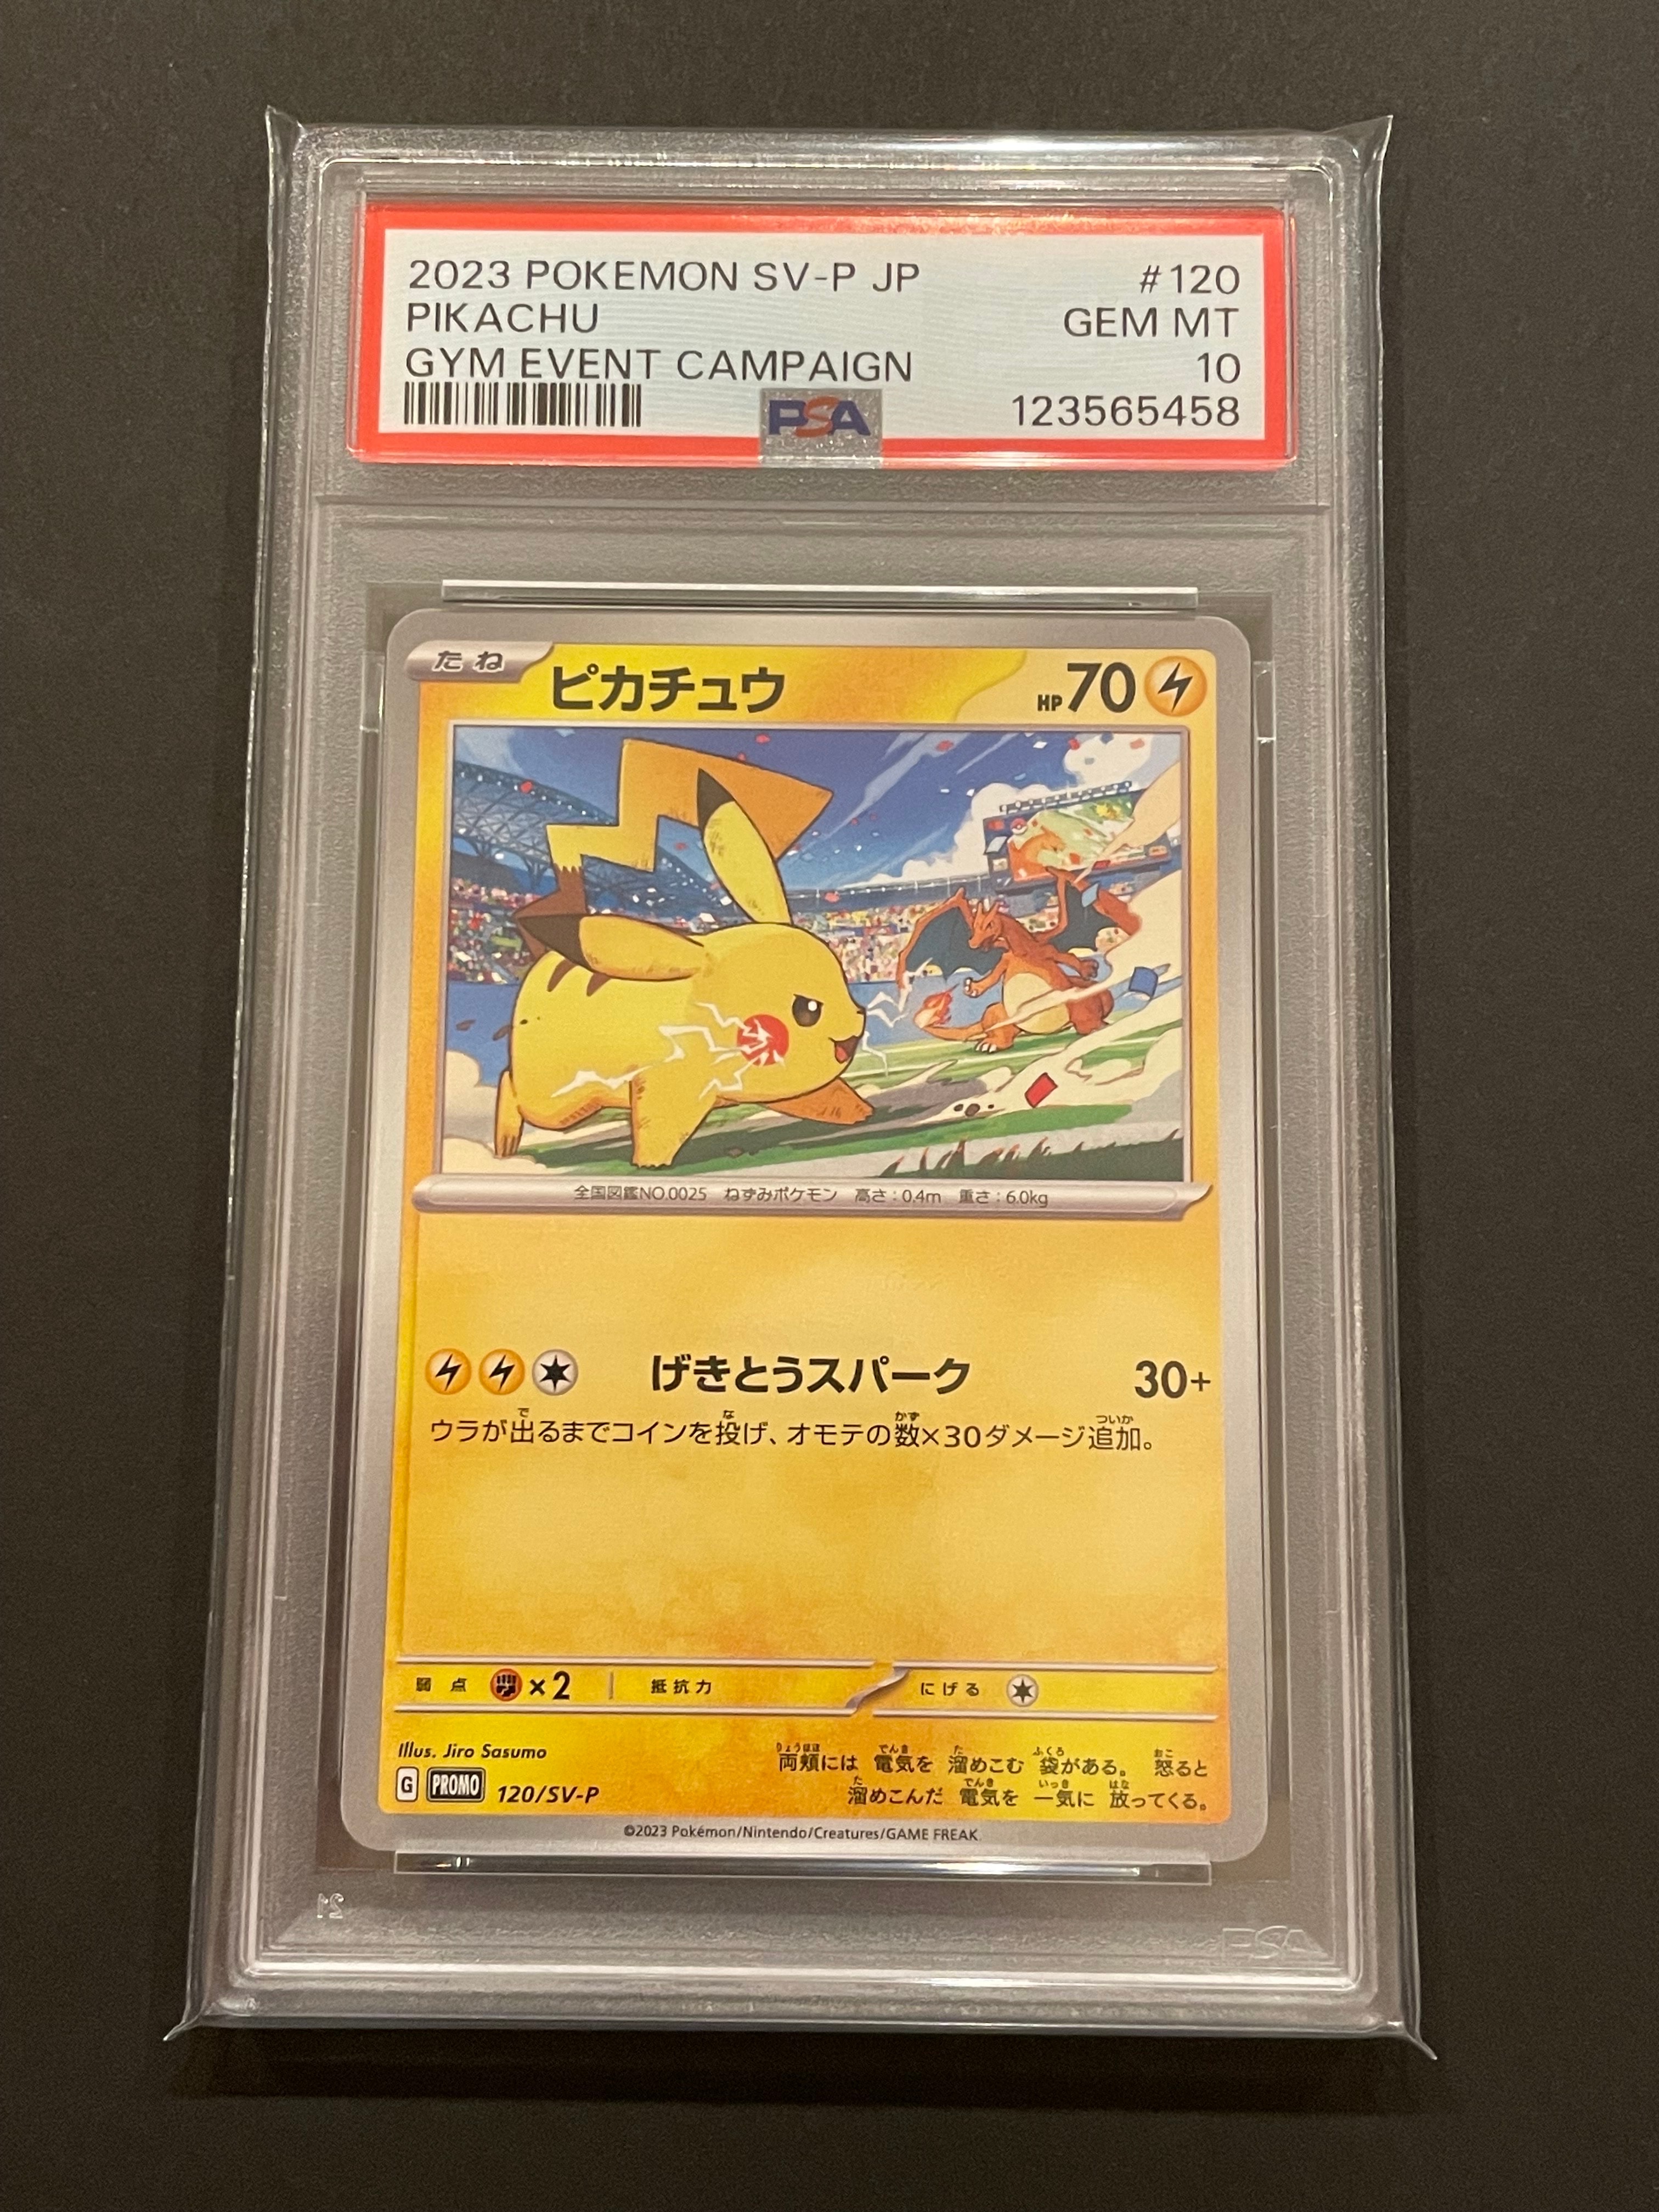 2023 POKEMON SV-P JP #120
PIKACHU GEM MT
GYM EVENT CAMPAIGN 10
PSA 123565458
たね ピカチュウ HP 70
全国図鑑NO.0025 ねずみポケモン 高さ:0.4m 重さ:6.0kg
げきとうスパーク 30+
ウラが出るまでコインを投げ、オモテの数×30ダメージ追加。
弱点 ×2 抵抗力 にげる
Illus. Jiro Sasumo
両頬には 電気を 溜めこむ 袋がある。 怒ると
溜めこんだ 電気を 一気に 放ってくる。
G PROMO 120/SV-P
©2023 Pokémon/Nintendo/Creatures/GAME FREAK.
PSA